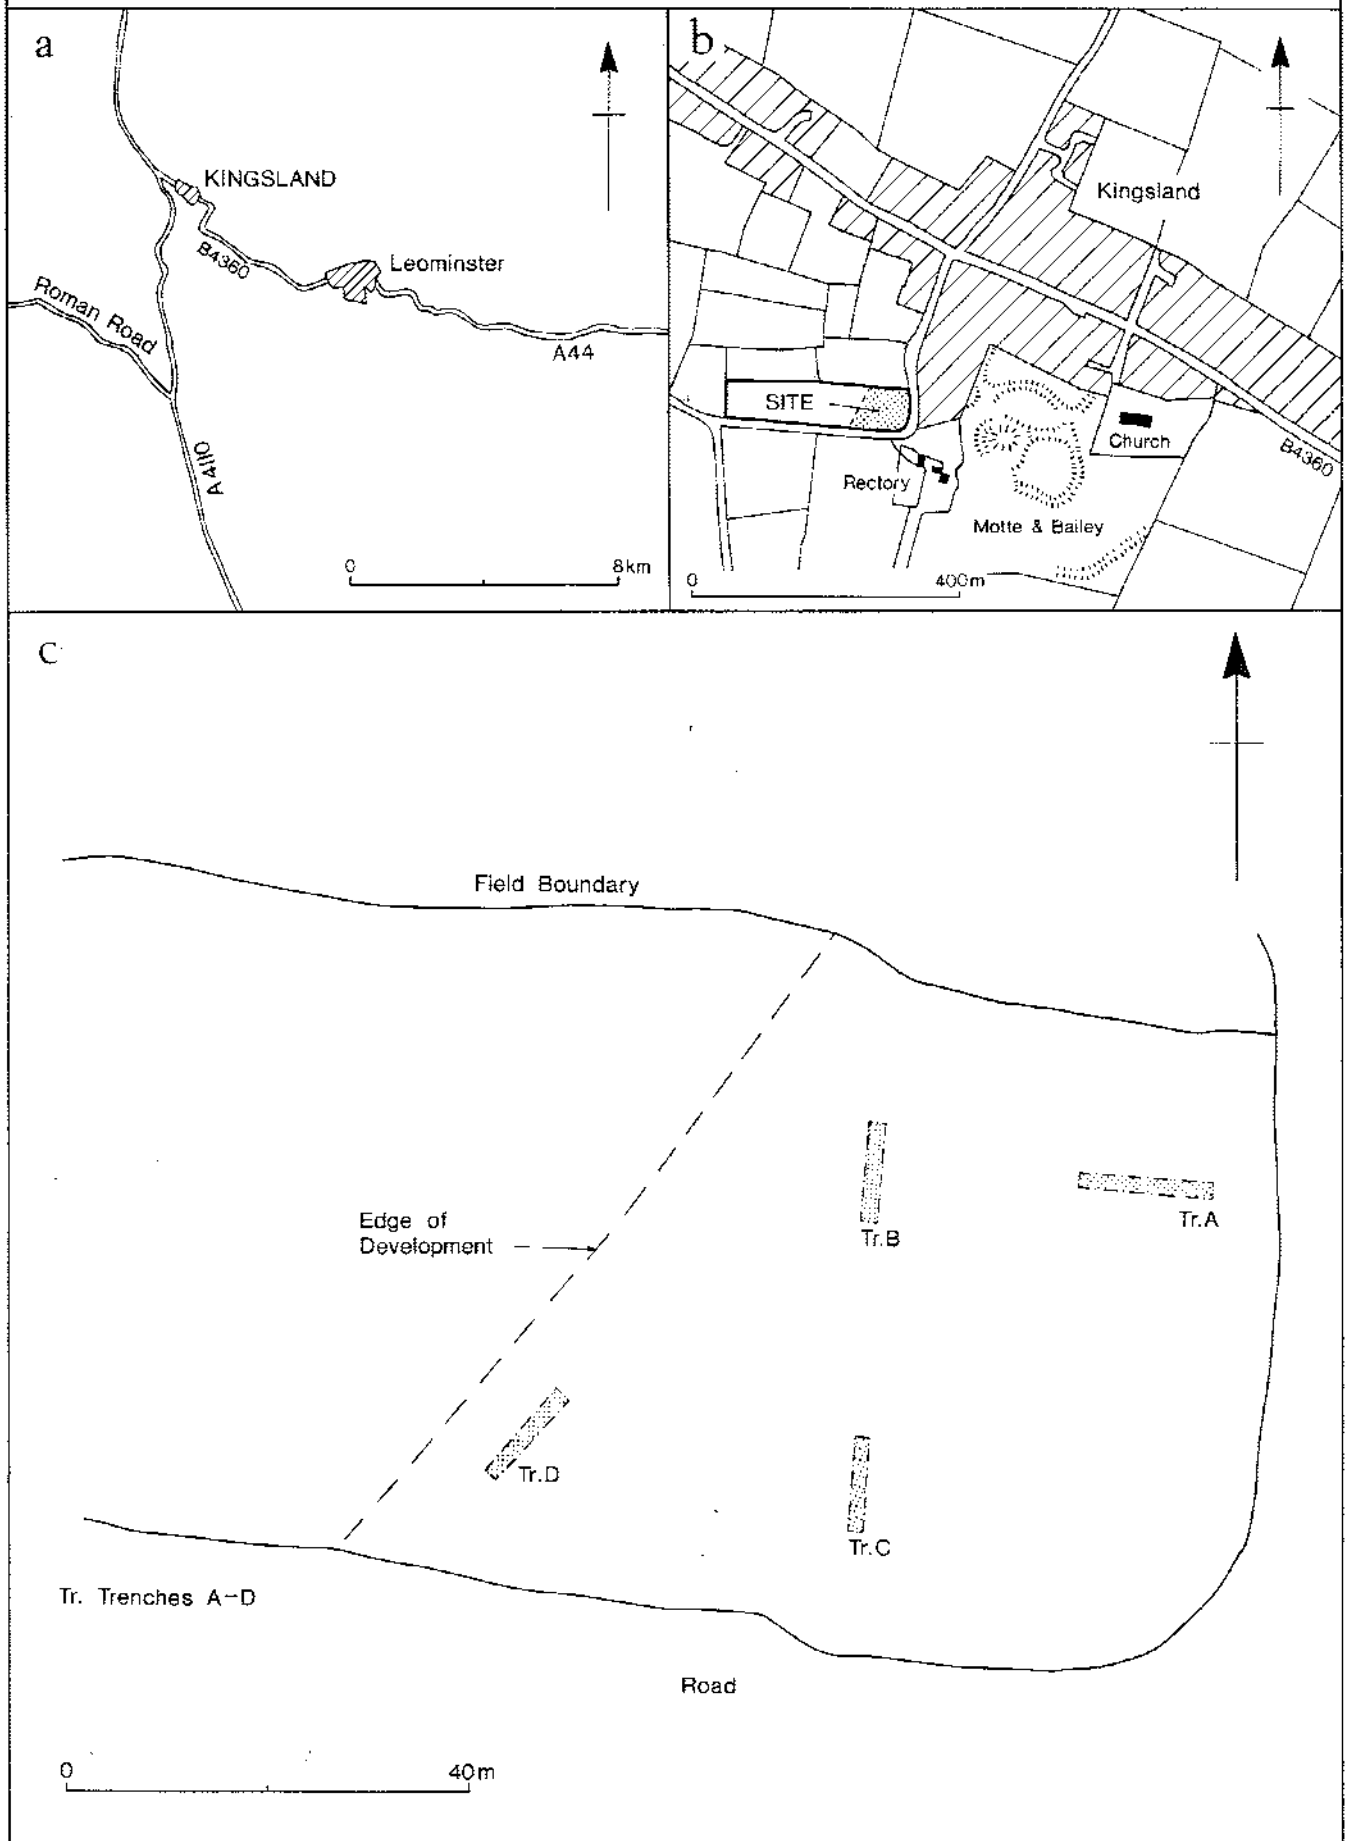 a
KINGSLAND
B4360
Leominster
Roman Road
A44
A4110
0 8km
b
Kingsland
SITE
Church
B4360
Rectory
Motte & Bailey
0 400m
C
Field Boundary
Tr.A
Tr.B
Edge of
Development
Tr.D
Tr.C
Tr. Trenches A-D
Road
0 40m